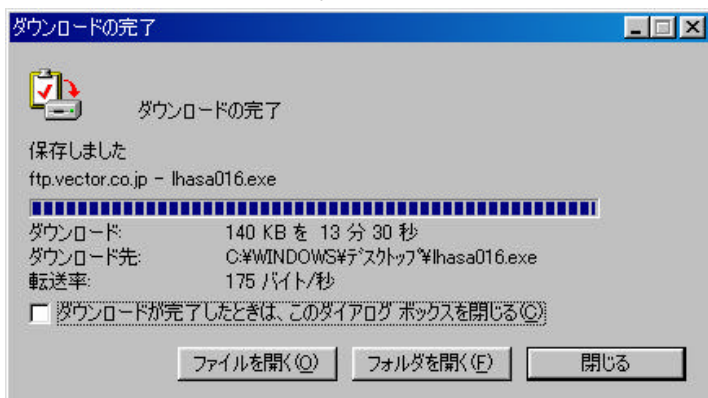 ダウンロードの完了
ダウンロードの完了
保存しました
ftp.vector.co.jp - lhasa016.exe
ダウンロード: 140 KB を 13 分 30 秒
ダウンロード先: C:¥WINDOWS¥ﾃﾞｽｸﾄｯﾌﾟ¥lhasa016.exe
転送率: 175 バイト/秒
ダウンロードが完了したときは、このダイアログ ボックスを閉じる(C)
ファイルを開く(O) フォルダを開く(F) 閉じる